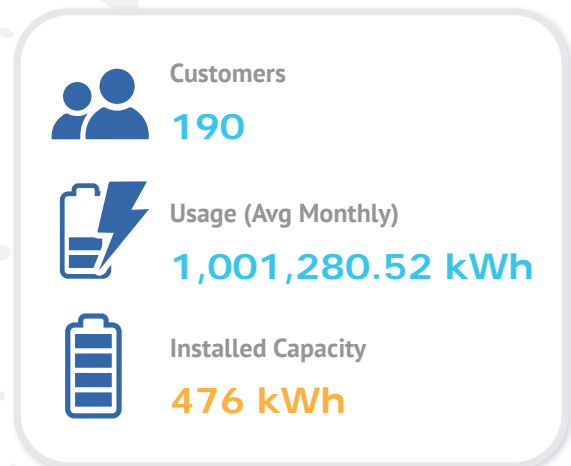 Customers
190
Usage (Avg Monthly)
1,001,280.52 kWh
Installed Capacity
476 kWh